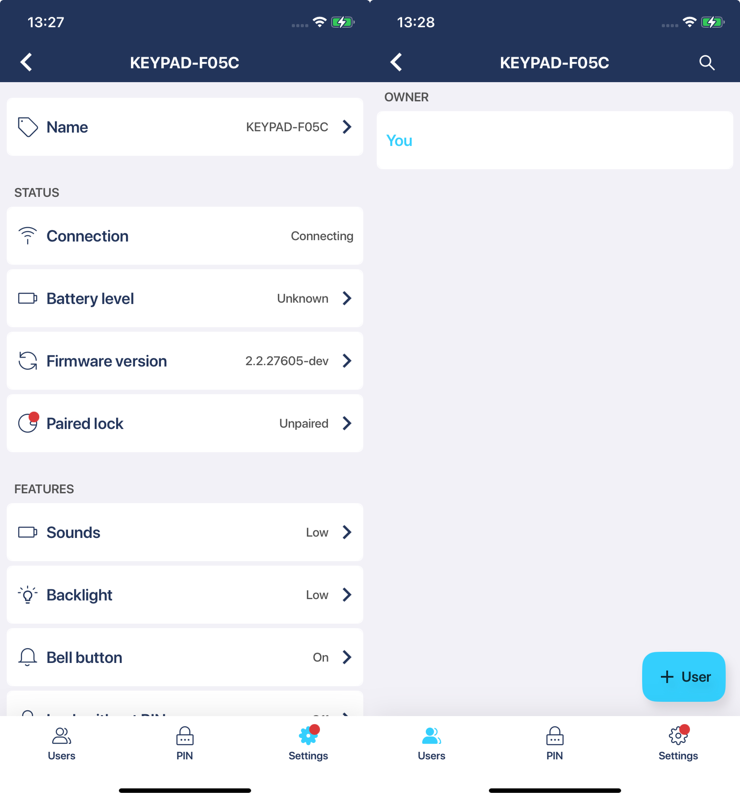 13:27
KEYPAD-F05C
Name KEYPAD-F05C
STATUS
Connection Connecting
Battery level Unknown
Firmware version 2.2.27605-dev
Paired lock Unpaired
FEATURES
Sounds Low
Backlight Low
Bell button On
Users PIN Settings
13:28
KEYPAD-F05C
OWNER
You
+ User
Users PIN Settings